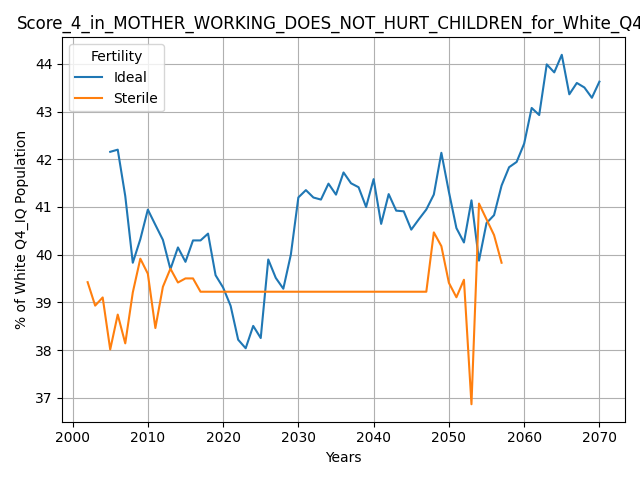 Score_4_in_MOTHER_WORKING_DOES_NOT_HURT_CHILDREN_for_White_Q4
Fertility
Ideal
Sterile
% of White Q4_IQ Population
44
43
42
41
40
39
38
37
2000 2010 2020 2030 2040 2050 2060 2070
Years